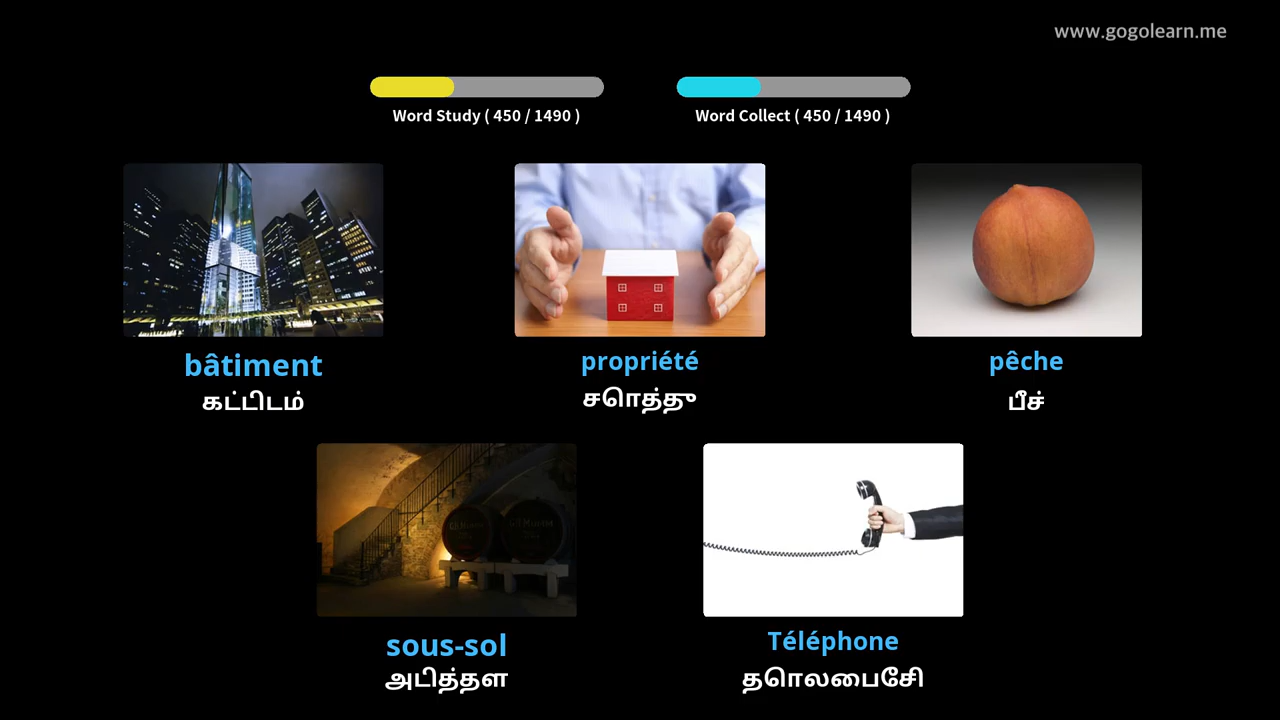 www.gogolearn.me
Word Study ( 450 / 1490 )
Word Collect ( 450 / 1490 )
bâtiment
propriété
pêche
கட்டிடம்
சொத்து
பீச்
sous-sol
Téléphone
அடித்தள
தொலைபேசி